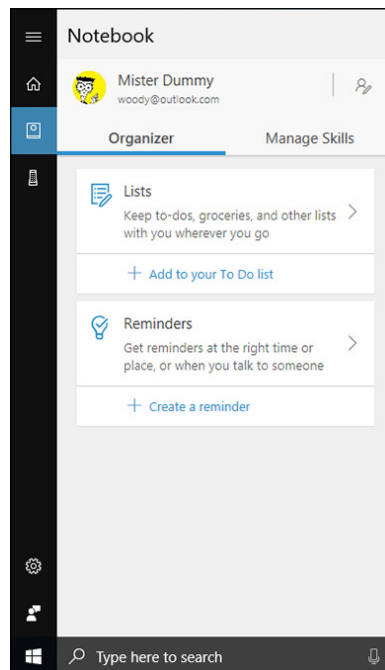 Notebook
Mister Dummy
woody@outlook.com
Organizer Manage Skills
Lists
Keep to-dos, groceries, and other lists
with you wherever you go
+ Add to your To Do list
Reminders
Get reminders at the right time or
place, or when you talk to someone
+ Create a reminder
Type here to search